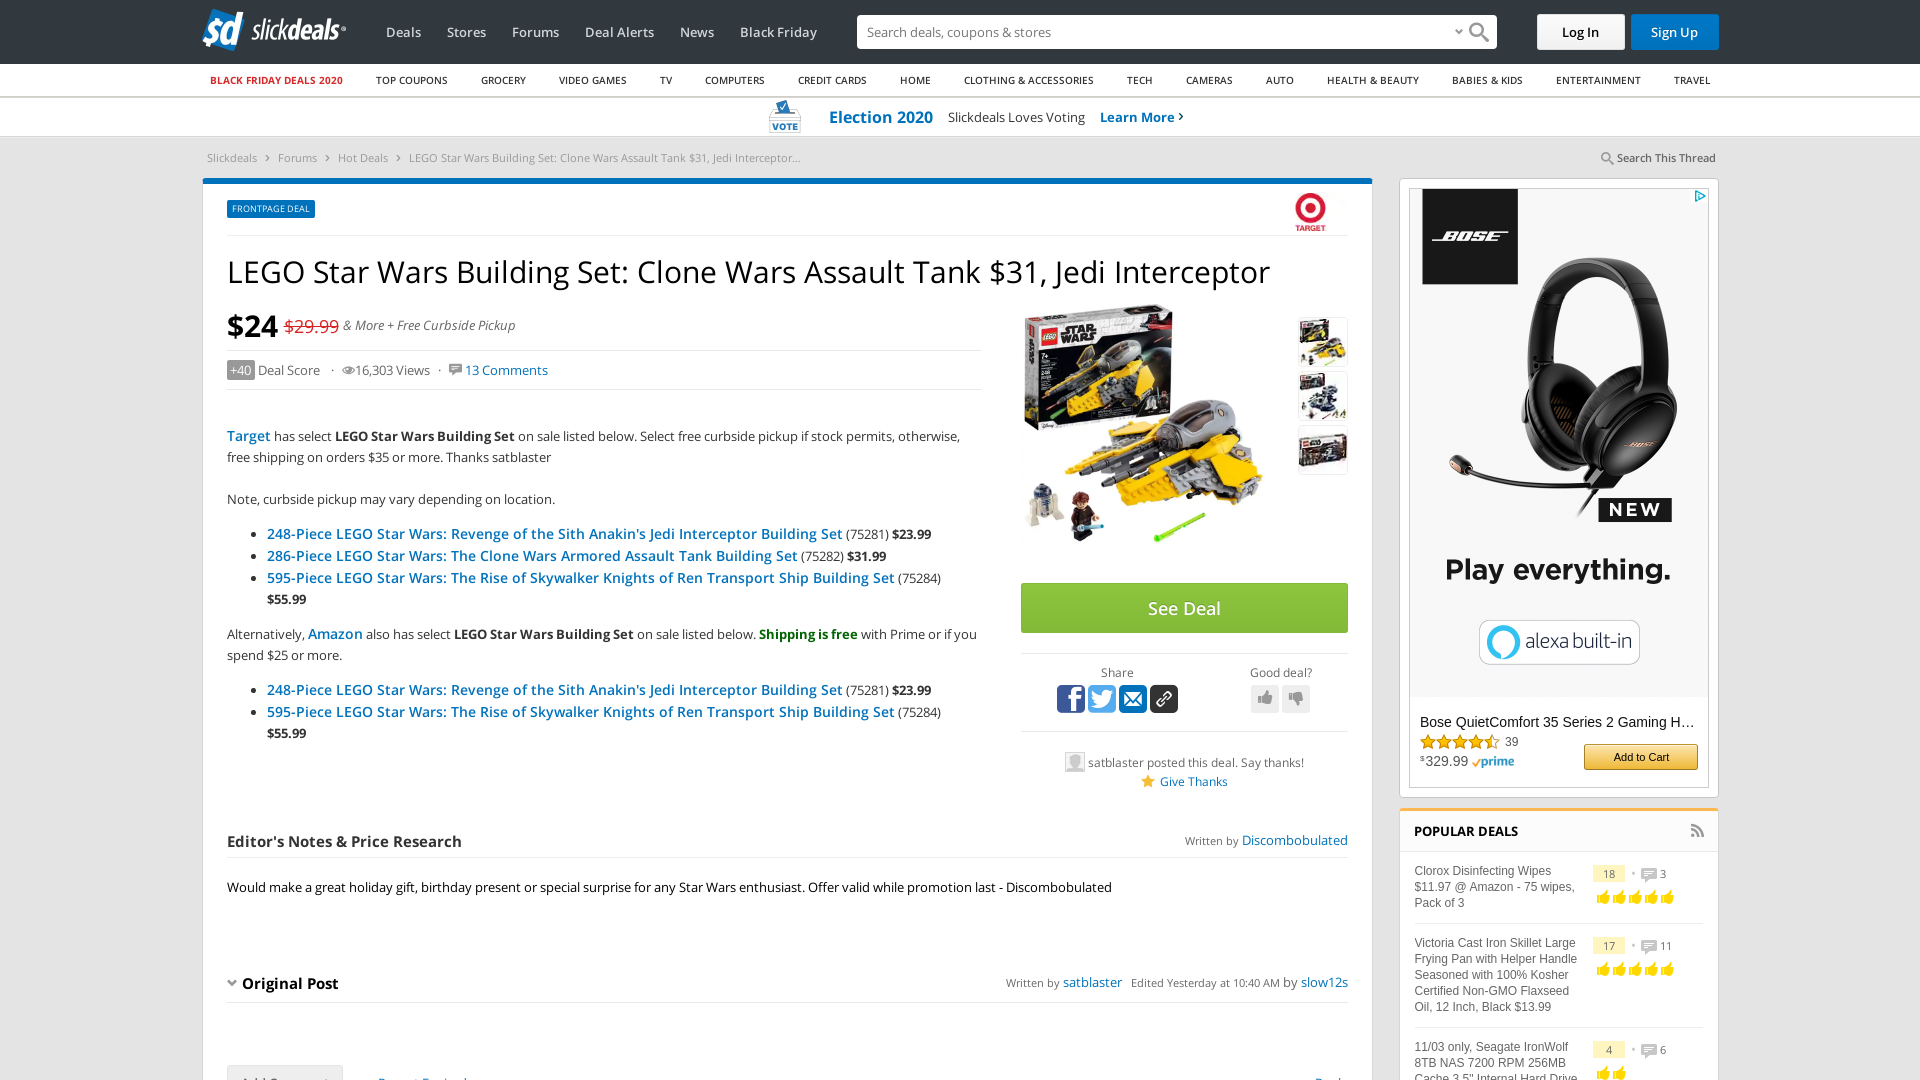 slickdeals
Deals
Stores
Forums
Deal Alerts
News
Black Friday
Search deals, coupons & stores
Log In
Sign Up
BLACK FRIDAY DEALS 2020
TOP COUPONS
GROCERY
VIDEO GAMES
TV
COMPUTERS
CREDIT CARDS
HOME
CLOTHING & ACCESSORIES
TECH
CAMERAS
AUTO
HEALTH & BEAUTY
BABIES & KIDS
ENTERTAINMENT
TRAVEL
VOTE
Election 2020
Slickdeals Loves Voting
Learn More
Slickdeals
Forums
Hot Deals
LEGO Star Wars Building Set: Clone Wars Assault Tank $31, Jedi Interceptor...
Search This Thread
FRONTPAGE DEAL
TARGET
LEGO Star Wars Building Set: Clone Wars Assault Tank $31, Jedi Interceptor
$24 $29.99 & More + Free Curbside Pickup
+40 Deal Score · 16,303 Views · 13 Comments
Target has select LEGO Star Wars Building Set on sale listed below. Select free curbside pickup if stock permits, otherwise,
free shipping on orders $35 or more. Thanks satblaster
Note, curbside pickup may vary depending on location.
248-Piece LEGO Star Wars: Revenge of the Sith Anakin's Jedi Interceptor Building Set (75281) $23.99
286-Piece LEGO Star Wars: The Clone Wars Armored Assault Tank Building Set (75282) $31.99
595-Piece LEGO Star Wars: The Rise of Skywalker Knights of Ren Transport Ship Building Set (75284)
$55.99
Alternatively, Amazon also has select LEGO Star Wars Building Set on sale listed below. Shipping is free with Prime or if you
spend $25 or more.
248-Piece LEGO Star Wars: Revenge of the Sith Anakin's Jedi Interceptor Building Set (75281) $23.99
595-Piece LEGO Star Wars: The Rise of Skywalker Knights of Ren Transport Ship Building Set (75284)
$55.99
LEGO
STAR WARS
See Deal
Share
Good deal?
satblaster posted this deal. Say thanks!
Give Thanks
Editor's Notes & Price Research
Written by Discombobulated
Would make a great holiday gift, birthday present or special surprise for any Star Wars enthusiast. Offer valid while promotion last - Discombobulated
Original Post
Written by satblaster Edited Yesterday at 10:40 AM by slow12s
BOSE
BOSE
NEW
Play everything.
alexa built-in
Bose QuietComfort 35 Series 2 Gaming H…
39
$329.99 prime
Add to Cart
POPULAR DEALS
Clorox Disinfecting Wipes
$11.97 @ Amazon - 75 wipes,
Pack of 3
18
3
Victoria Cast Iron Skillet Large
Frying Pan with Helper Handle
Seasoned with 100% Kosher
Certified Non-GMO Flaxseed
Oil, 12 Inch, Black $13.99
17
11
11/03 only, Seagate IronWolf
8TB NAS 7200 RPM 256MB
Cache 3.5" Internal Hard Drive
4
6